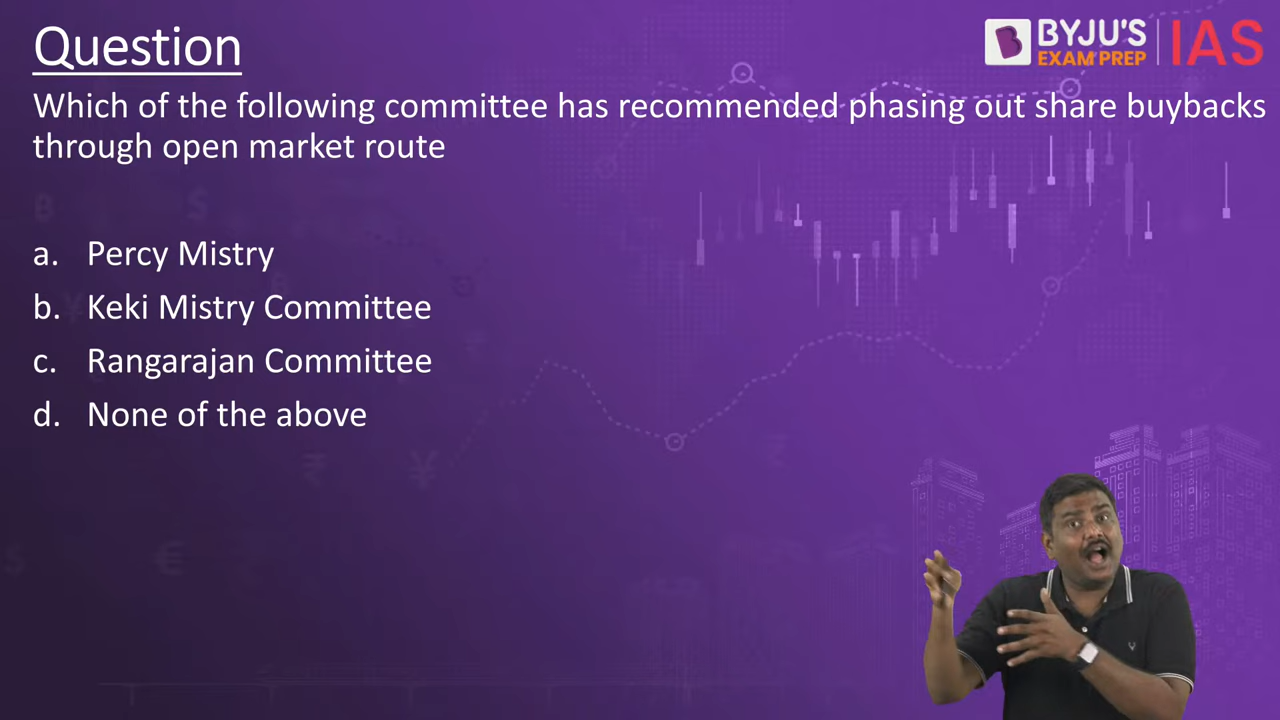 Question
BYJU'S
EXAM PREP
IAS
Which of the following committee has recommended phasing out share buybacks
through open market route
a. Percy Mistry
b. Keki Mistry Committee
c. Rangarajan Committee
d. None of the above